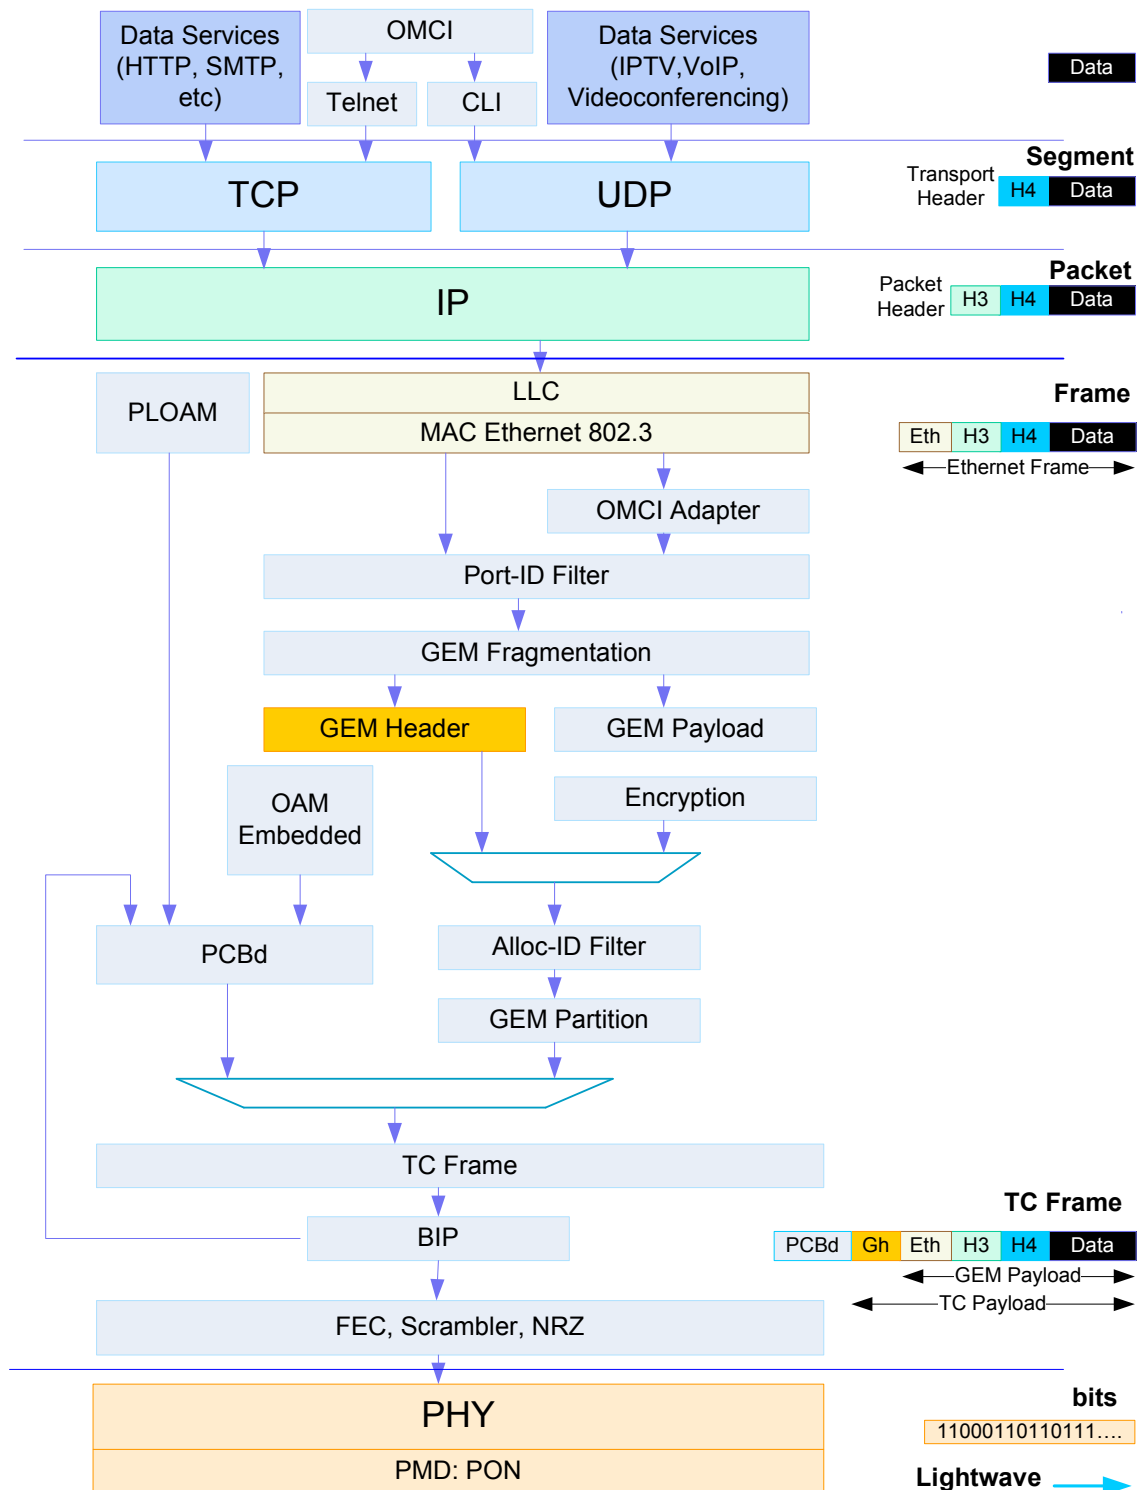 Data Services
(HTTP, SMTP,
etc)
OMCI
Data Services
(IPTV,VoIP,
Videoconferencing)
Data
Telnet
CLI
Segment
TCP
UDP
Transport
Header
H4
Data
Packet
IP
Packet
Header
H3
H4
Data
PLOAM
LLC
MAC Ethernet 802.3
Frame
Eth
H3
H4
Data
Ethernet Frame
OMCI Adapter
Port-ID Filter
GEM Fragmentation
GEM Header
GEM Payload
OAM
Embedded
Encryption
PCBd
Alloc-ID Filter
GEM Partition
TC Frame
BIP
TC Frame
PCBd
Gh
Eth
H3
H4
Data
GEM Payload
TC Payload
FEC, Scrambler, NRZ
PHY
bits
11000110110111....
PMD: PON
Lightwave